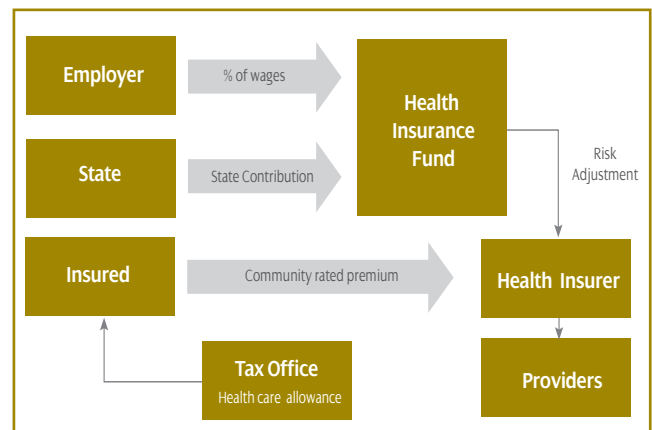 Employer
% of wages
Health
Insurance
Fund
State
State Contribution
Risk
Adjustment
Insured
Community rated premium
Health Insurer
Tax Office
Health care allowance
Providers